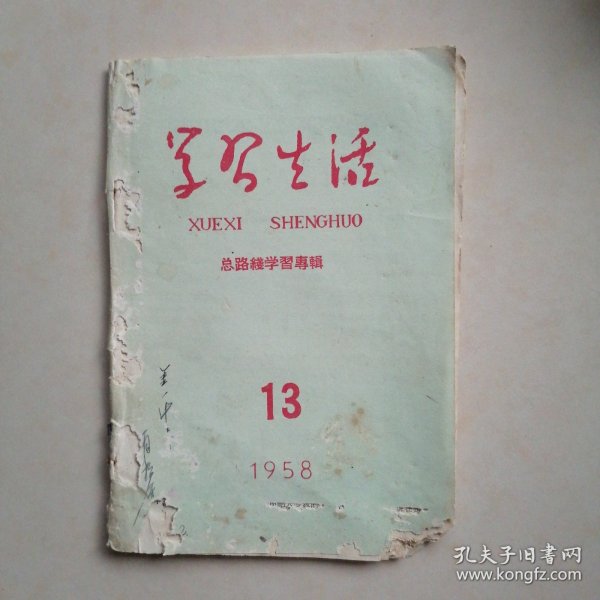 学习生活
XUEXI SHENGHUO
总路綫学習專輯
13
1958
孔夫子旧书网
www.kongfz.com